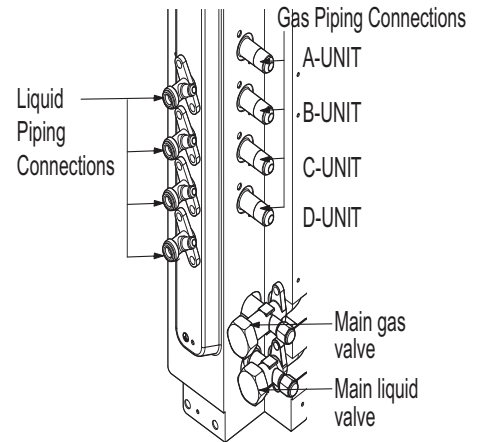 Gas Piping Connections
A-UNIT
B-UNIT
C-UNIT
D-UNIT
Liquid
Piping
Connections
Main gas
valve
Main liquid
valve